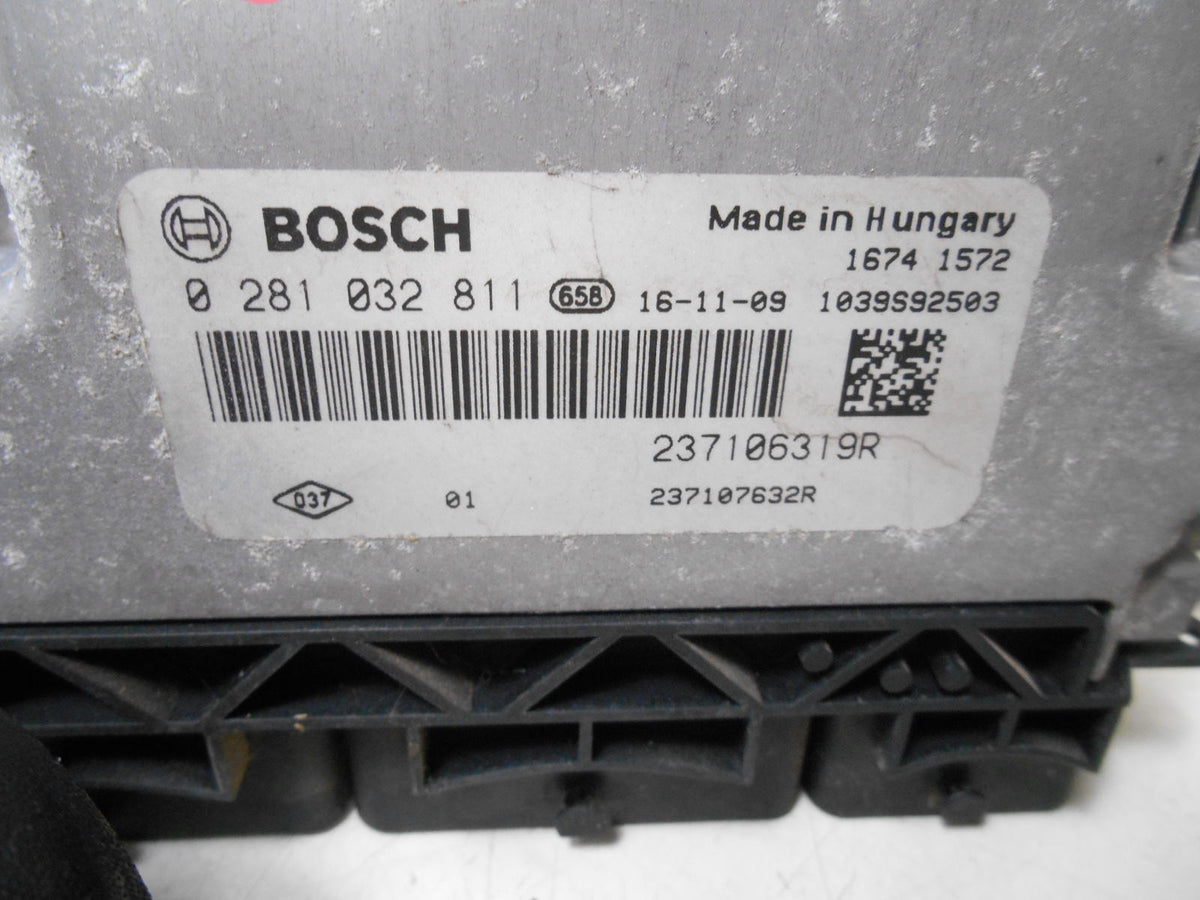 BOSCH
Made in Hungary
1674 1572
0 281 032 811 658 16-11-09 1039S92503
237106319R
037 01 237107632R